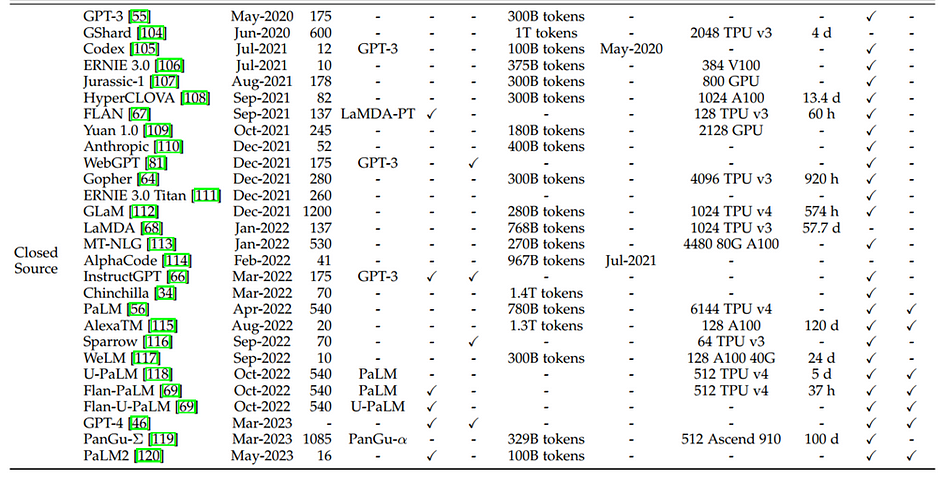 GPT-3 [55] May-2020 175 - - - 300B tokens - - - ✓ -
GShard [104] Jun-2020 600 - - - 1T tokens - 2048 TPU v3 4 d - -
Codex [105] Jul-2021 12 GPT-3 - - 100B tokens May-2020 - - ✓ -
ERNIE 3.0 [106] Jul-2021 10 - - - 375B tokens - 384 V100 - ✓ -
Jurassic-1 [107] Aug-2021 178 - - - 300B tokens - 800 GPU - ✓ -
HyperCLOVA [108] Sep-2021 82 - - - 300B tokens - 1024 A100 13.4 d ✓ -
FLAN [67] Sep-2021 137 LaMDA-PT ✓ - - - 128 TPU v3 60 h ✓ -
Yuan 1.0 [109] Oct-2021 245 - - - 180B tokens - 2128 GPU - ✓ -
Anthropic [110] Dec-2021 52 - - - 400B tokens - - - ✓ -
WebGPT [81] Dec-2021 175 GPT-3 - ✓ - - - - ✓ -
Gopher [64] Dec-2021 280 - - - 300B tokens - 4096 TPU v3 920 h ✓ -
ERNIE 3.0 Titan [111] Dec-2021 260 - - - - - - - ✓ -
GLaM [112] Dec-2021 1200 - - - 280B tokens - 1024 TPU v4 574 h ✓ -
LaMDA [68] Jan-2022 137 - - - 768B tokens - 1024 TPU v3 57.7 d - -
MT-NLG [113] Jan-2022 530 - - - 270B tokens - 4480 80G A100 - ✓ -
Closed
Source
AlphaCode [114] Feb-2022 41 - - - 967B tokens Jul-2021 - - - -
InstructGPT [66] Mar-2022 175 GPT-3 ✓ ✓ - - - - ✓ -
Chinchilla [34] Mar-2022 70 - - - 1.4T tokens - - - ✓ -
PaLM [56] Apr-2022 540 - - - 780B tokens - 6144 TPU v4 - ✓ ✓
AlexaTM [115] Aug-2022 20 - - - 1.3T tokens - 128 A100 120 d ✓ ✓
Sparrow [116] Sep-2022 70 - - ✓ - - 64 TPU v3 - ✓ -
WeLM [117] Sep-2022 10 - - - 300B tokens - 128 A100 40G 24 d ✓ -
U-PaLM [118] Oct-2022 540 PaLM - - - - 512 TPU v4 5 d ✓ ✓
Flan-PaLM [69] Oct-2022 540 PaLM ✓ - - - 512 TPU v4 37 h ✓ ✓
Flan-U-PaLM [69] Oct-2022 540 U-PaLM ✓ - - - - - ✓ ✓
GPT-4 [46] Mar-2023 - - ✓ ✓ - - - - ✓ ✓
PanGu-Σ [119] Mar-2023 1085 PanGu-α - - 329B tokens - 512 Ascend 910 100 d ✓ -
PaLM2 [120] May-2023 16 - ✓ - 100B tokens - - - ✓ ✓